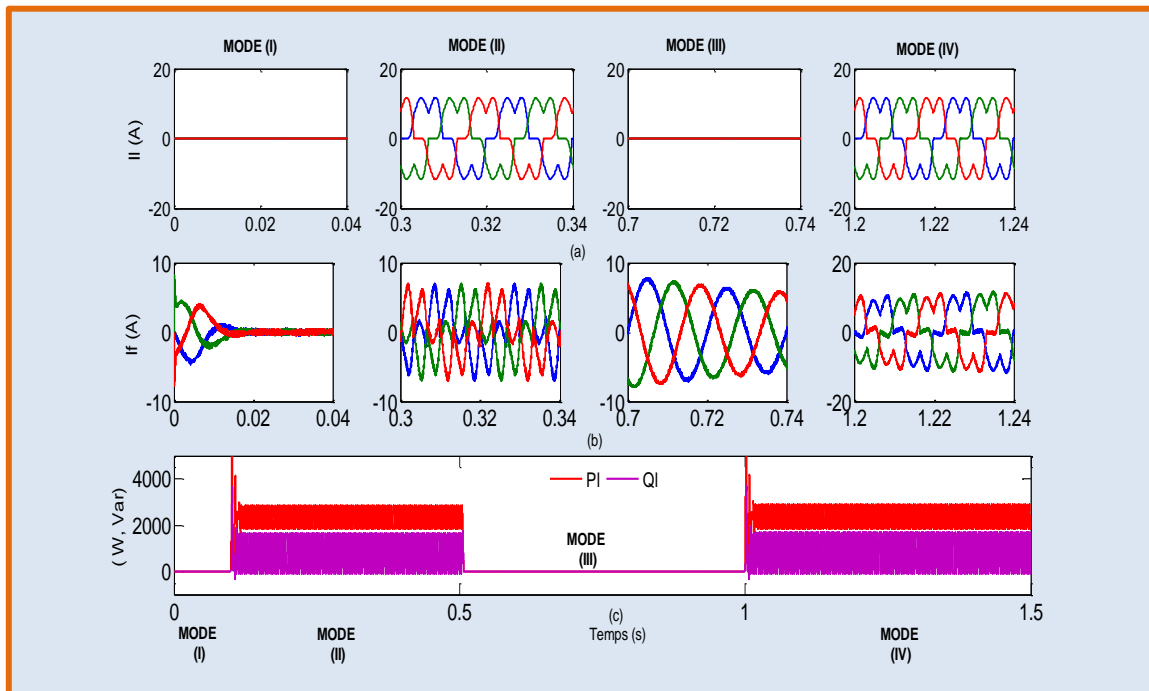 MODE (I) MODE (II) MODE (III) MODE (IV)
20 20 20 20
Il (A)
0 0 0 0
-20 -20 -20 -20
0 0.02 0.04 0.3 0.32 0.34 0.7 0.72 0.74 1.2 1.22 1.24
(a)
10 10 10 20
If (A)
0 0 0 0
-10 -10 -10 -20
0 0.02 0.04 0.3 0.32 0.34 0.7 0.72 0.74 1.2 1.22 1.24
(b)
4000
PI QI
( W, Var)
2000
MODE
(III)
0
0 0.5 1 1.5
(c)
Temps (s)
MODE
(I)
MODE
(II)
MODE
(IV)